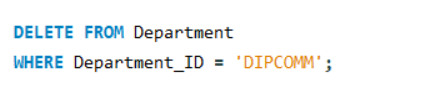 DELETE FROM Department
WHERE Department_ID = 'DIPCOMM';